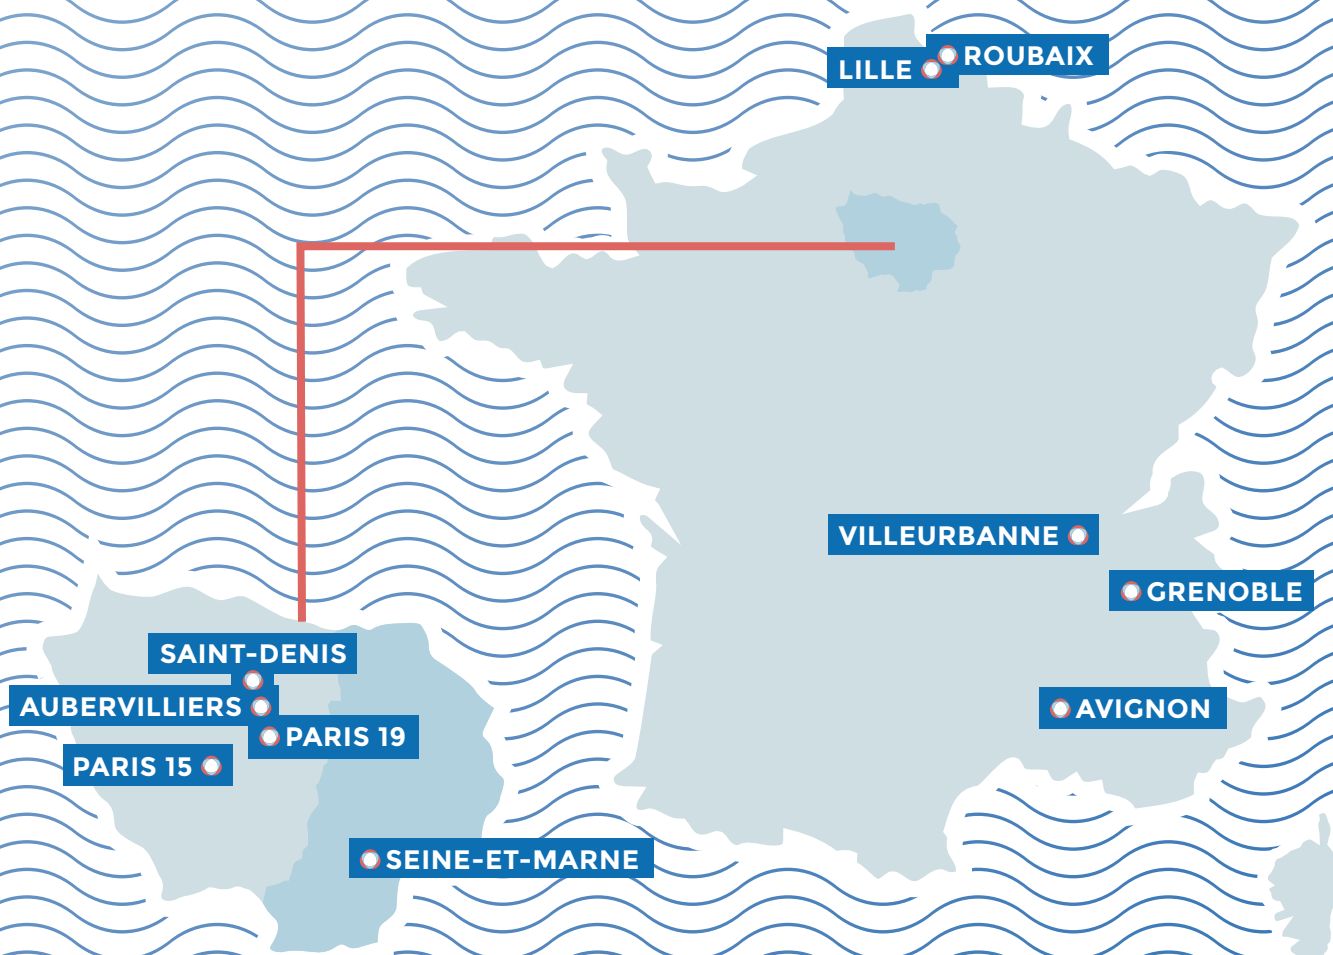 ROUBAIX
LILLE
VILLEURBANNE
GRENOBLE
SAINT-DENIS
AUBERVILLIERS
AVIGNON
PARIS 19
PARIS 15
SEINE-ET-MARNE